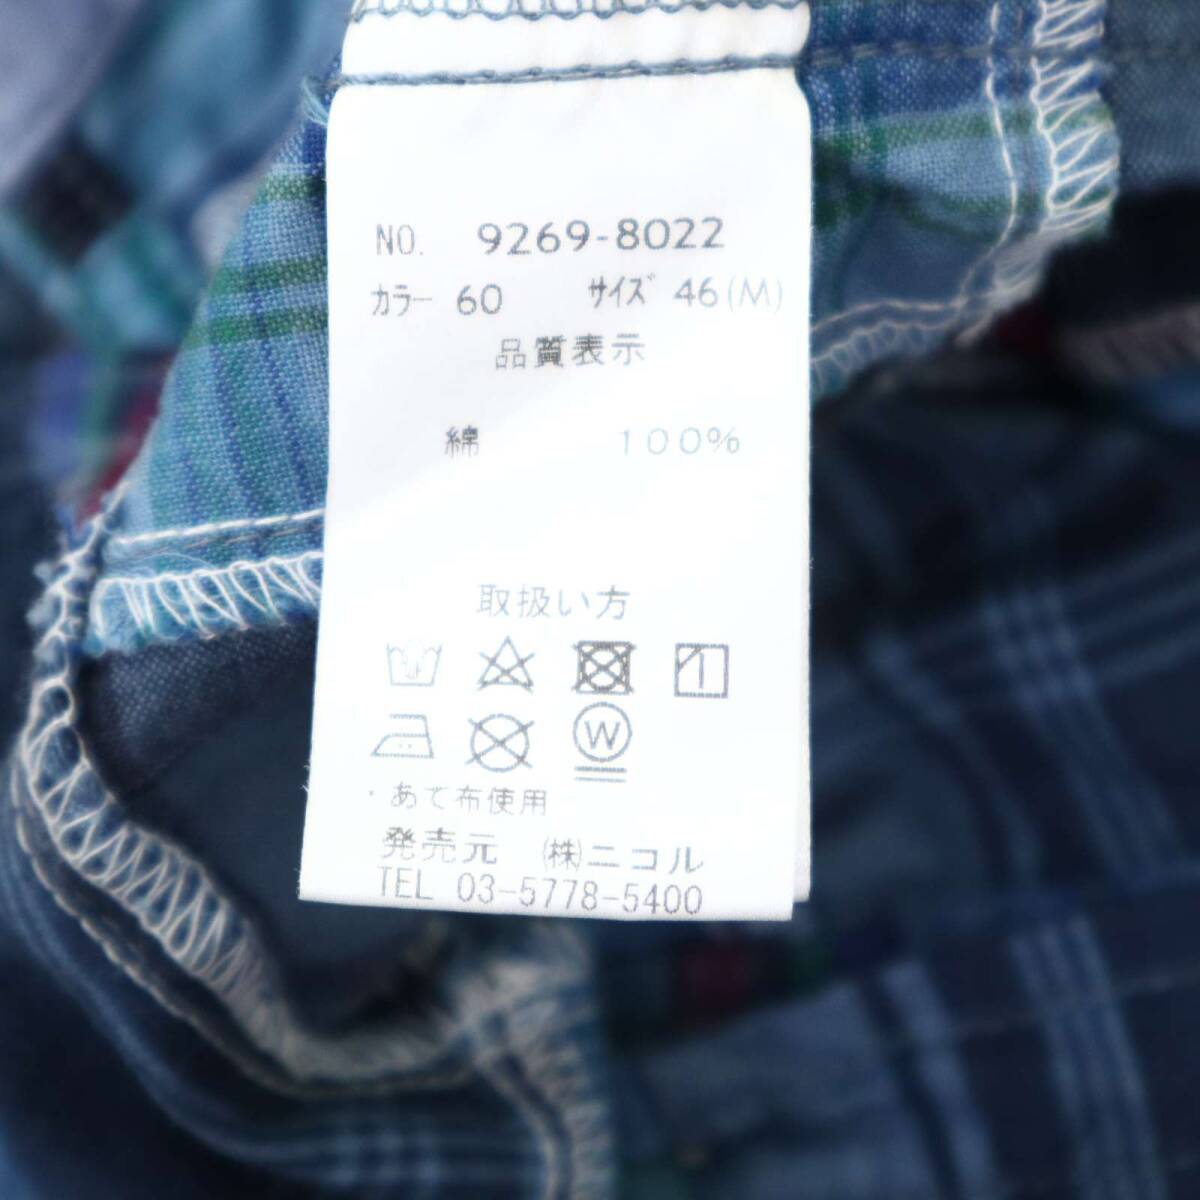 NO. 9269-8022
カラー 60 サイズ 46(M)
品質表示
綿 100%
取扱い方
W
・あて布使用
発売元 (株)ニコル
TEL 03-5778-5400